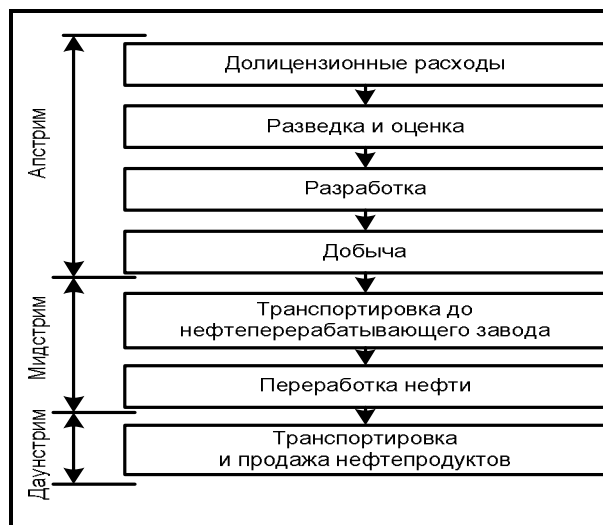 Апстрим
Долицензионные расходы
Разведка и оценка
Разработка
Добыча
Мидстрим
Транспортировка до
нефтеперерабатывающего завода
Переработка нефти
Даунстрим
Транспортировка
и продажа нефтепродуктов